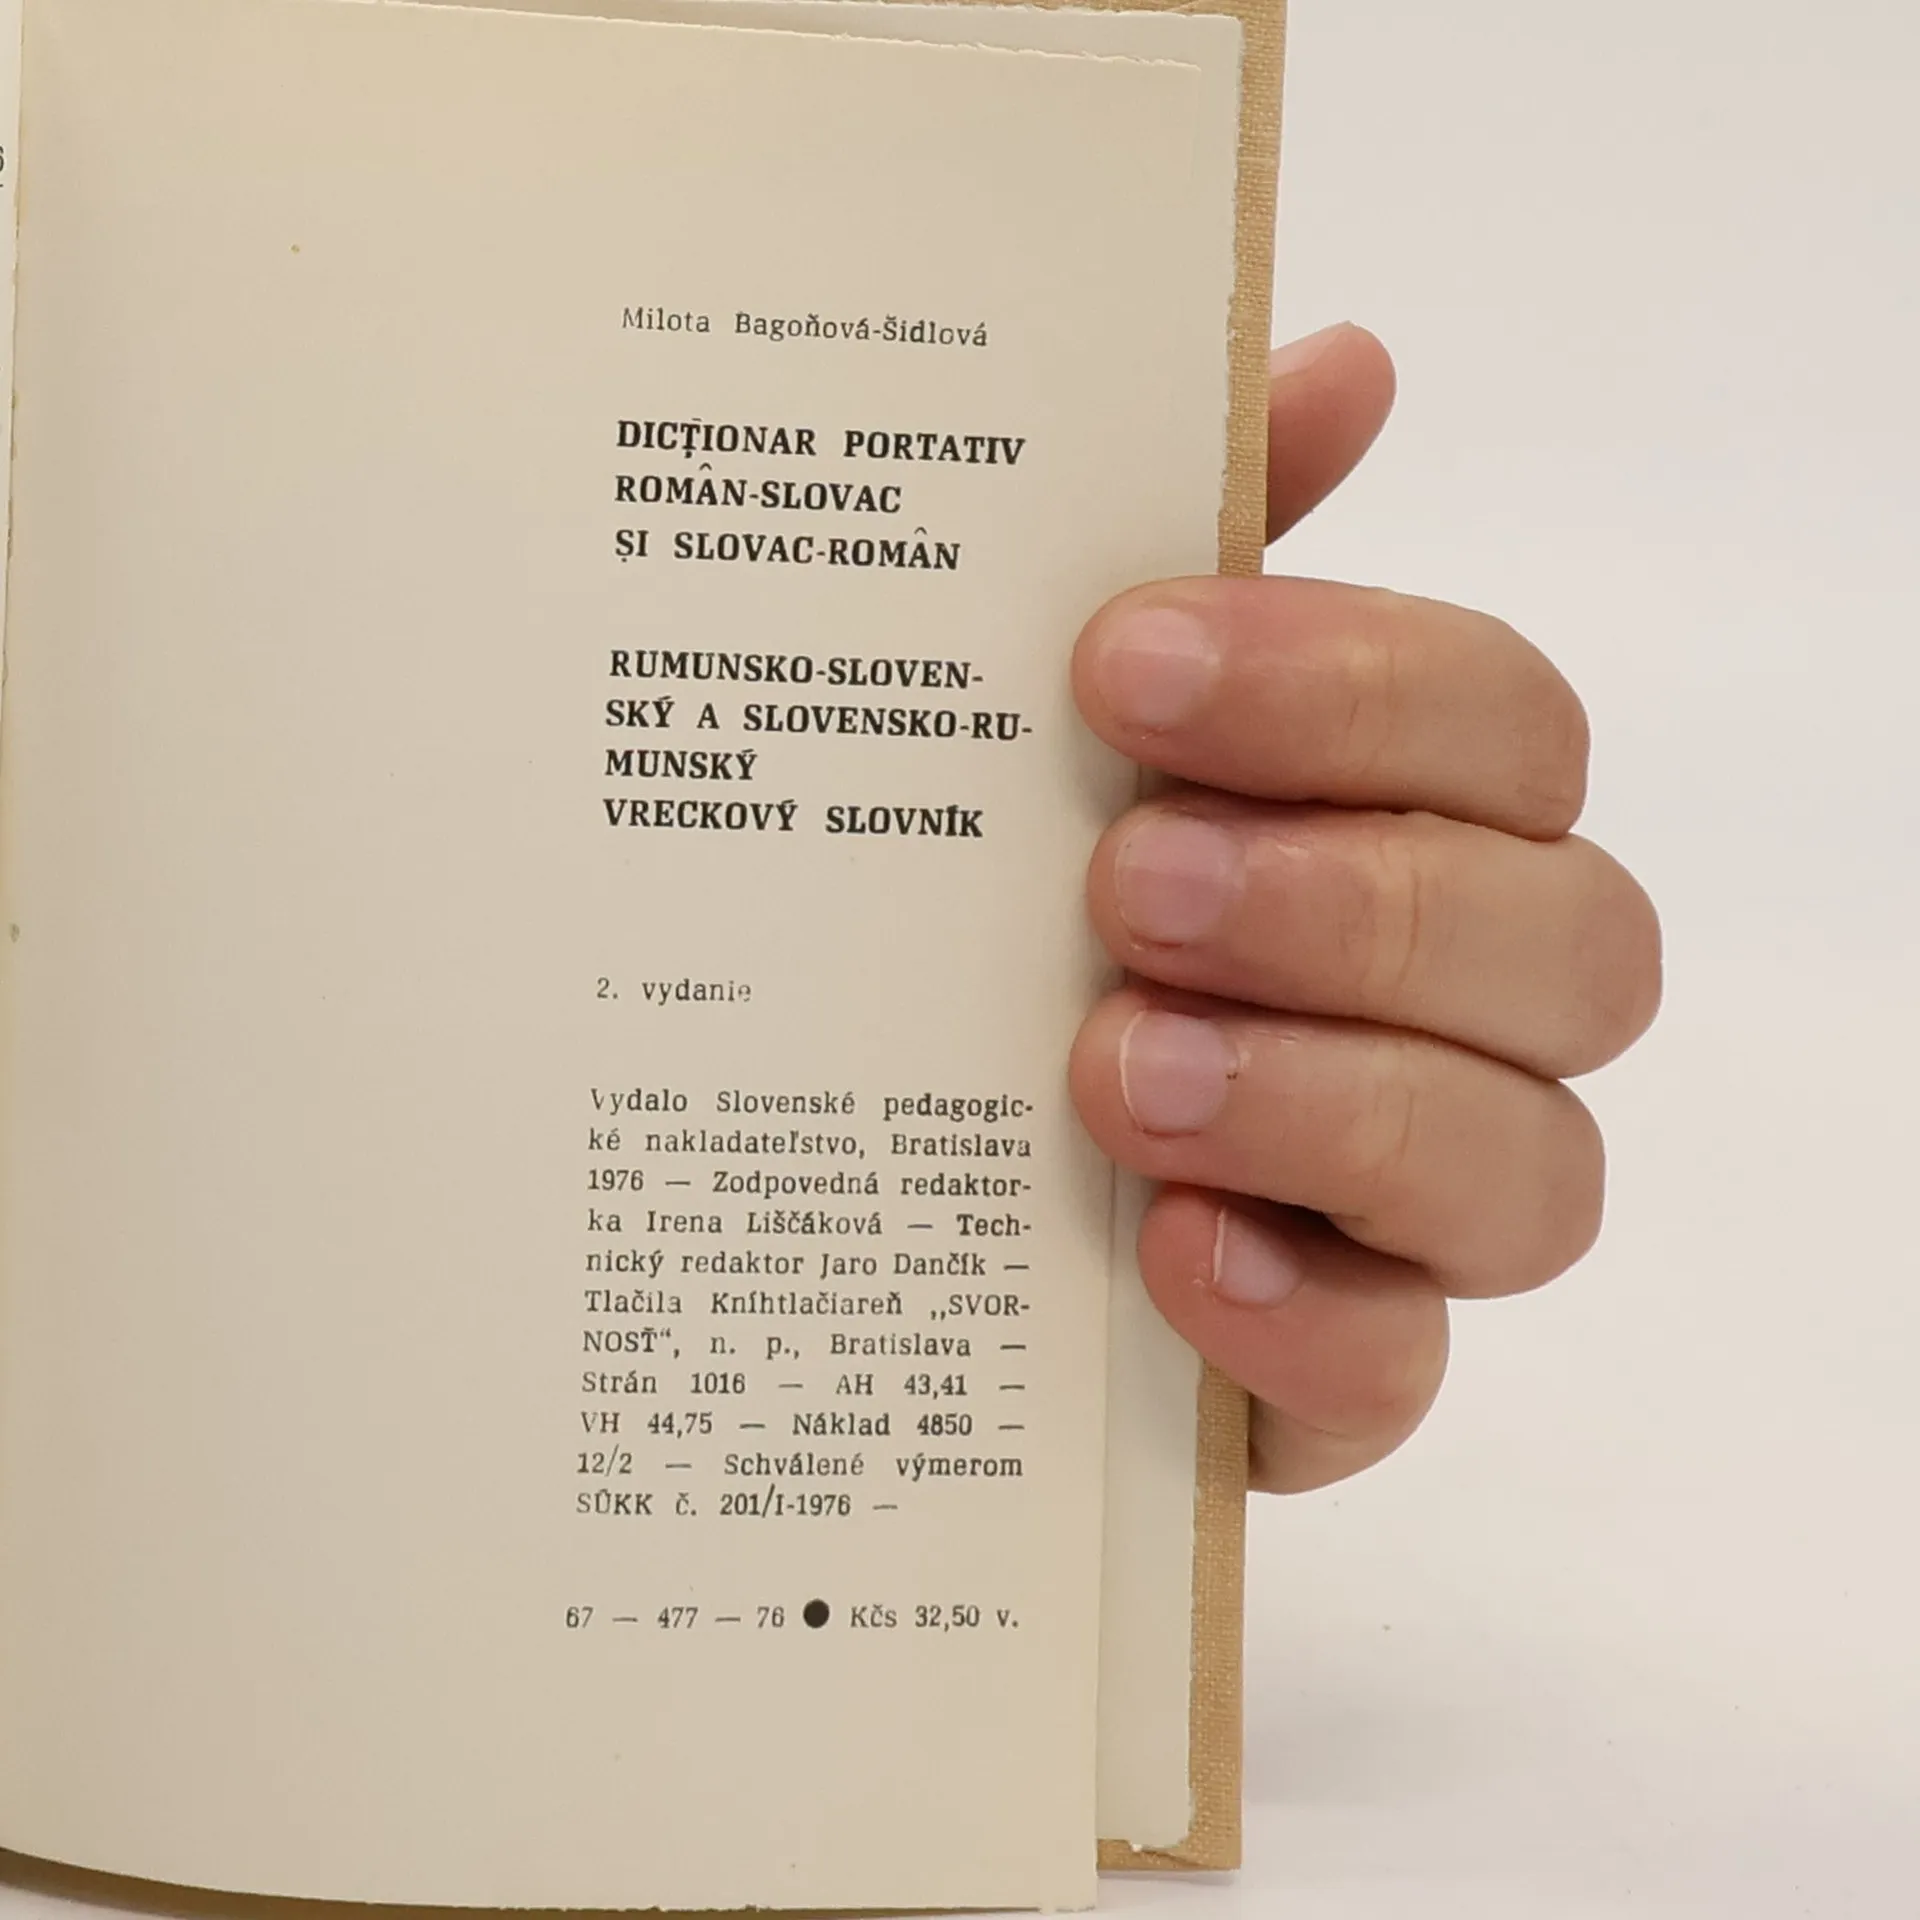 Milota Bagoňová-Šidlová
DICȚIONAR PORTATIV
ROMÂN-SLOVAC
ȘI SLOVAC-ROMÂN
RUMUNSKO-SLOVEN-
SKÝ A SLOVENSKO-RU-
MUNSKÝ
VRECKOVÝ SLOVNÍK
2. vydanie
Vydalo Slovenské pedagogic-
ké nakladateľstvo, Bratislava
1976 — Zodpovedná redaktor-
ka Irena Liščáková — Tech-
nický redaktor Jaro Dančík —
Tlačila Kníhtlačiareň ,,SVOR-
NOSŤ“, n. p., Bratislava —
Strán 1016 — AH 43,41 —
VH 44,75 — Náklad 4850 —
12/2 — Schválené výmerom
SÚKK č. 201/I-1976 —
67 — 477 — 76 ● Kčs 32,50 v.